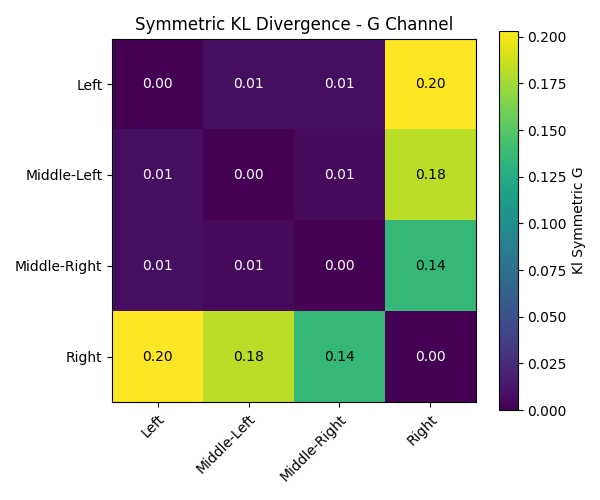 Symmetric KL Divergence - G Channel
Left 0.00 0.01 0.01 0.20
Middle-Left 0.01 0.00 0.01 0.18
Middle-Right 0.01 0.01 0.00 0.14
Right 0.20 0.18 0.14 0.00
Left Middle-Left Middle-Right Right
0.200
0.175
0.150
0.125
0.100
0.075
0.050
0.025
0.000
Kl Symmetric G